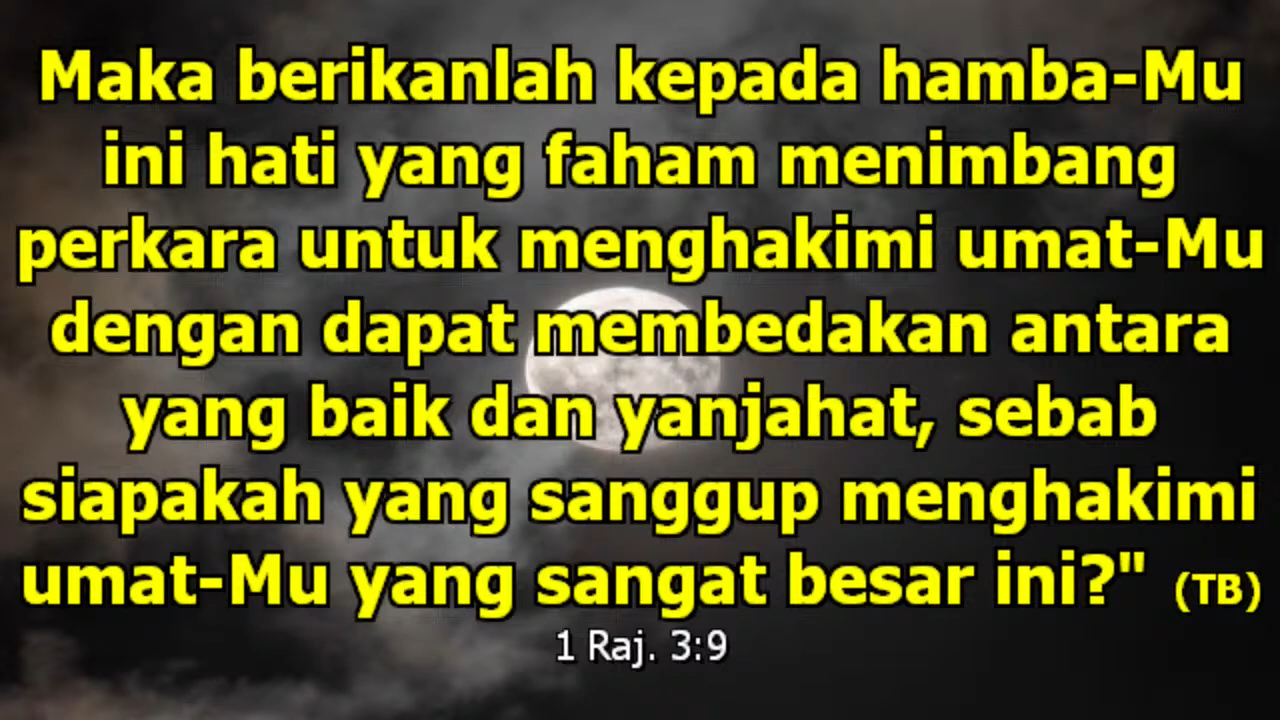 Maka berikanlah kepada hamba-Mu
ini hati yang faham menimbang
perkara untuk menghakimi umat-Mu
dengan dapat membedakan antara
yang baik dan yanjahat, sebab
siapakah yang sanggup menghakimi
umat-Mu yang sangat besar ini?" (TB)
1 Raj. 3:9